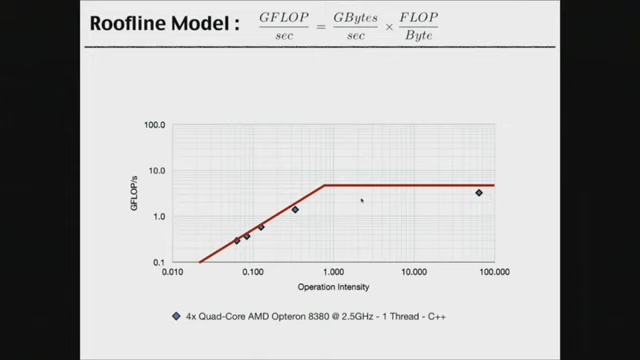 Roofline Model : GFLOP/sec = GBytes/sec × FLOP/Byte
100.0
10.0
1.0
0.1
GFLOP/s
0.010 0.100 1.000 10.000 100.000
Operation Intensity
4x Quad-Core AMD Opteron 8380 @ 2.5GHz - 1 Thread - C++